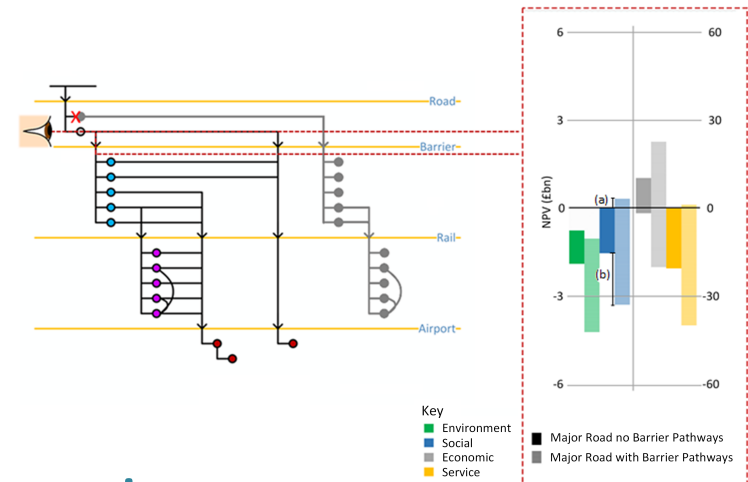 Road
Barrier
Rail
Airport
Key
Environment
Social
Economic
Service
6
3
0
-3
-6
NPV (£bn)
60
30
0
-30
-60
(a)
(b)
Major Road no Barrier Pathways
Major Road with Barrier Pathways